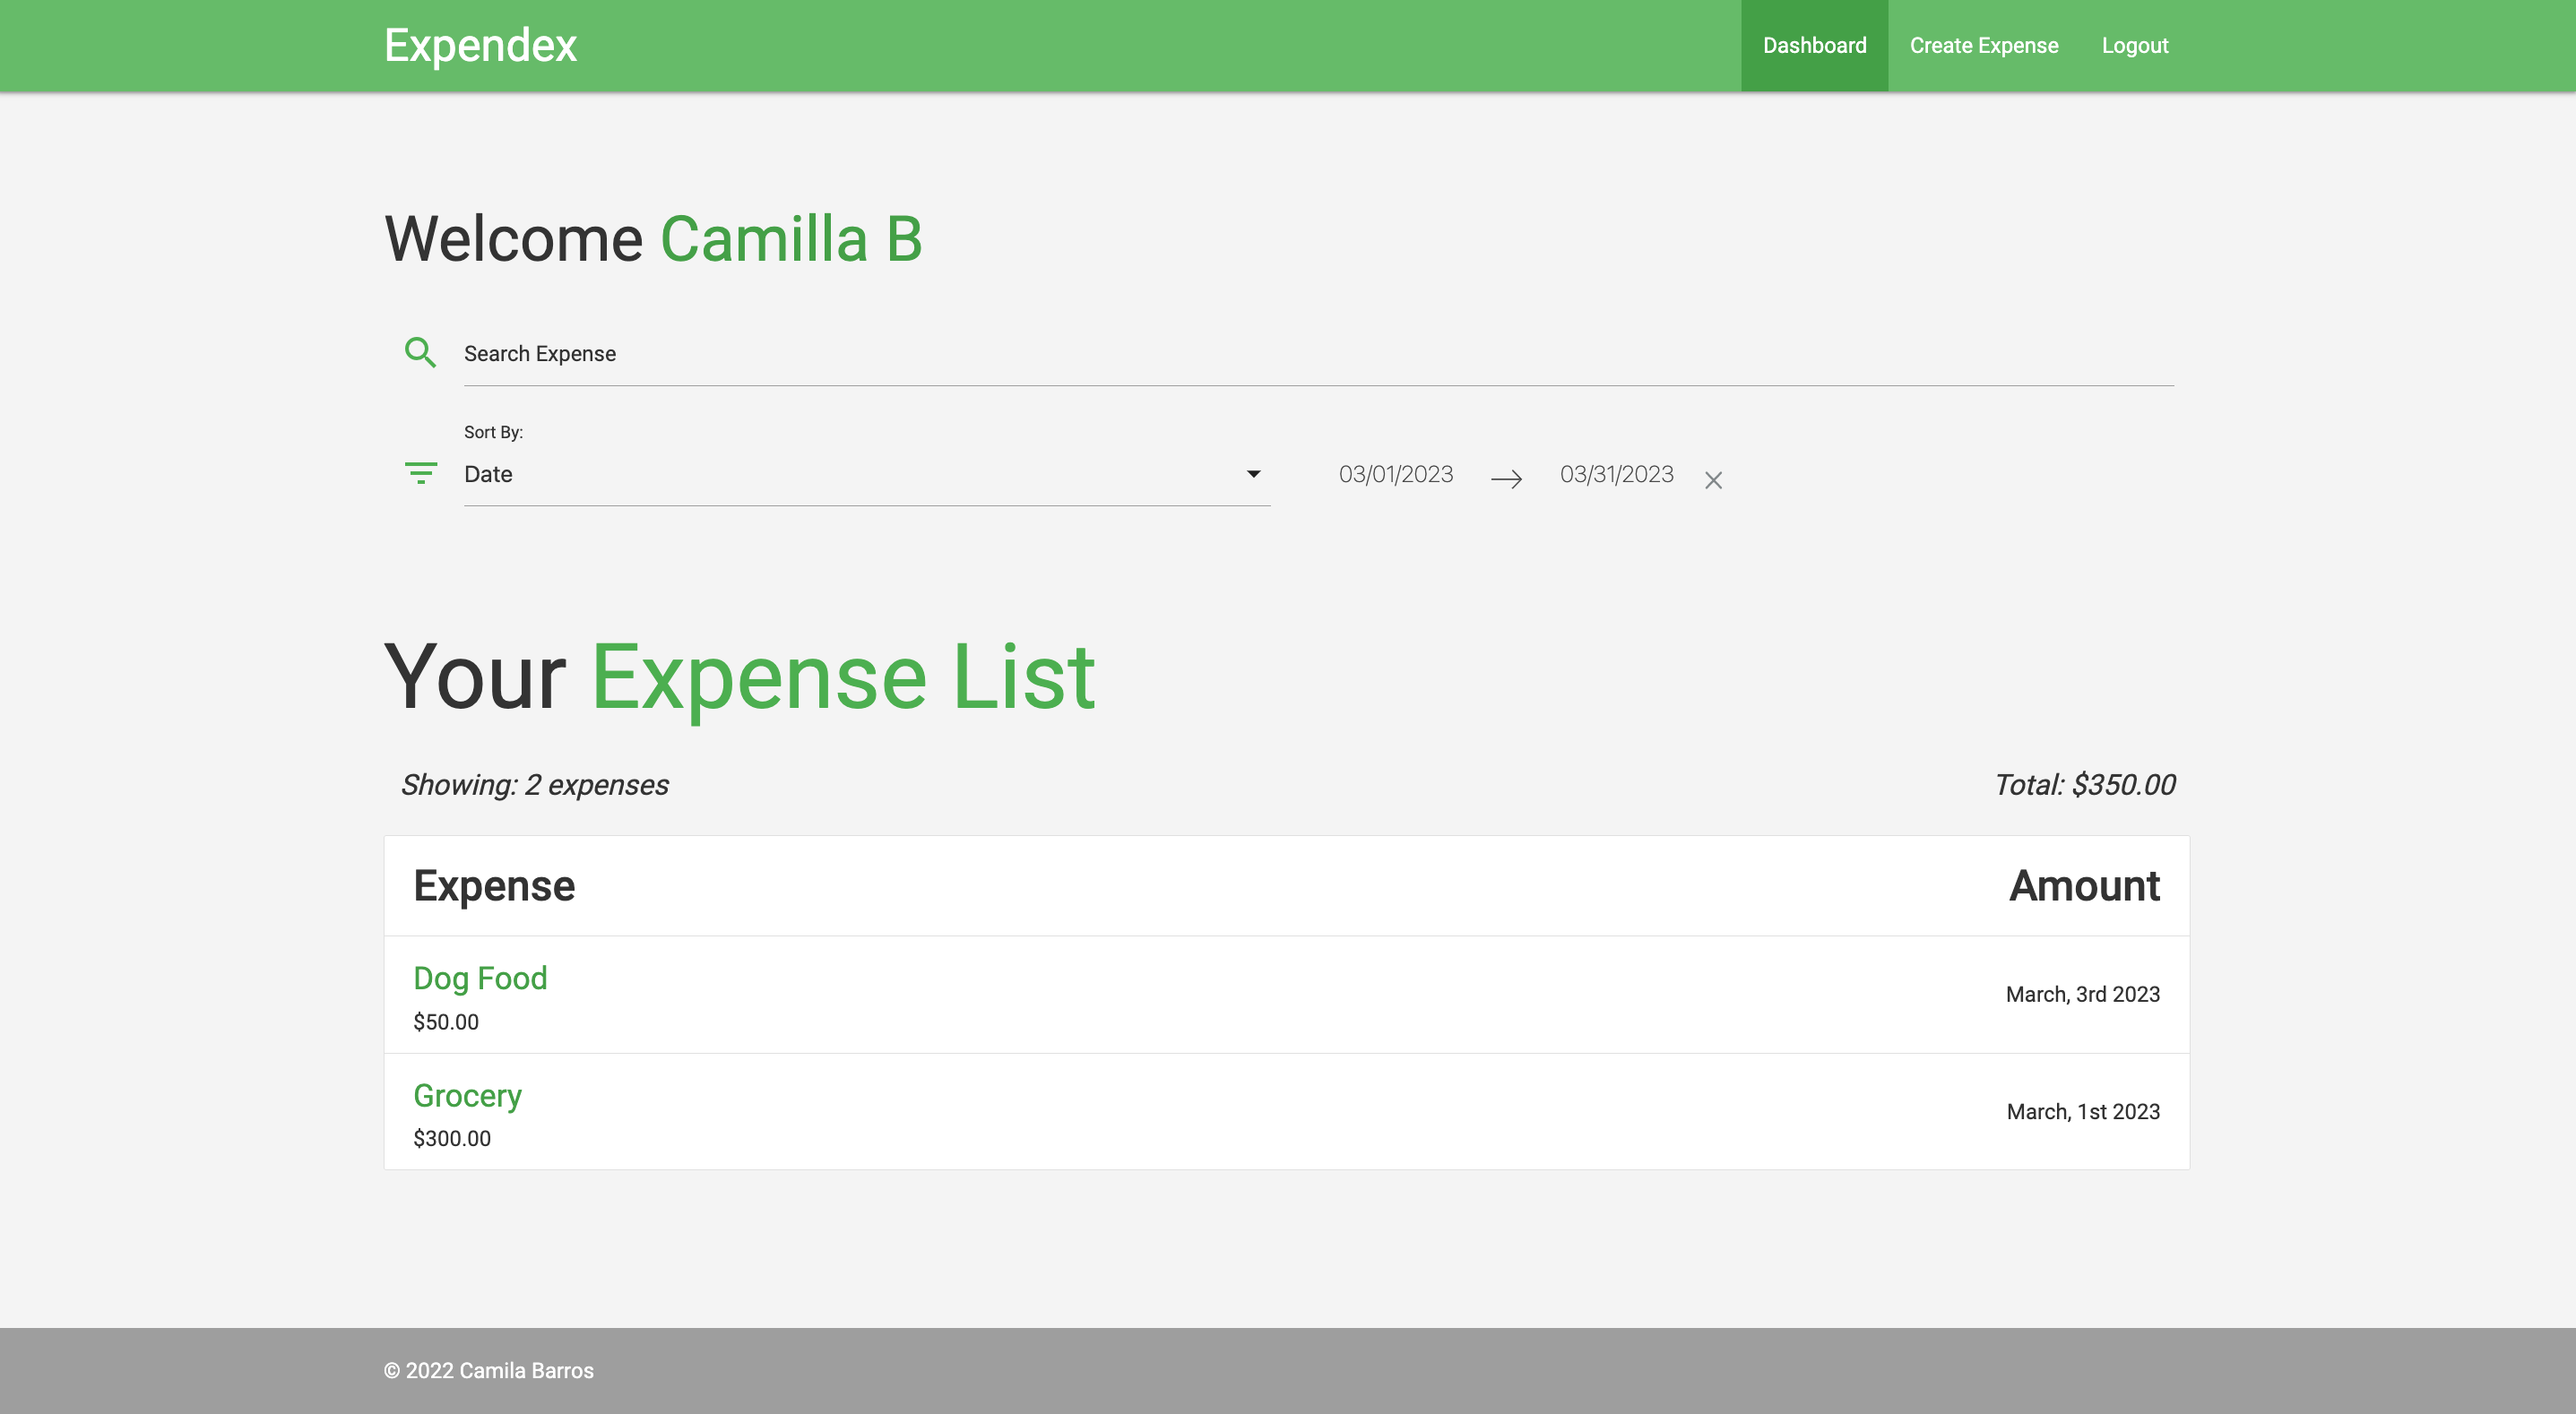 Expendex
Dashboard Create Expense Logout
Welcome Camilla B
Search Expense
Sort By:
Date 03/01/2023 03/31/2023
Your Expense List
Showing: 2 expenses Total: $350.00
Expense Amount
Dog Food
$50.00
March, 3rd 2023
Grocery
$300.00
March, 1st 2023
© 2022 Camila Barros